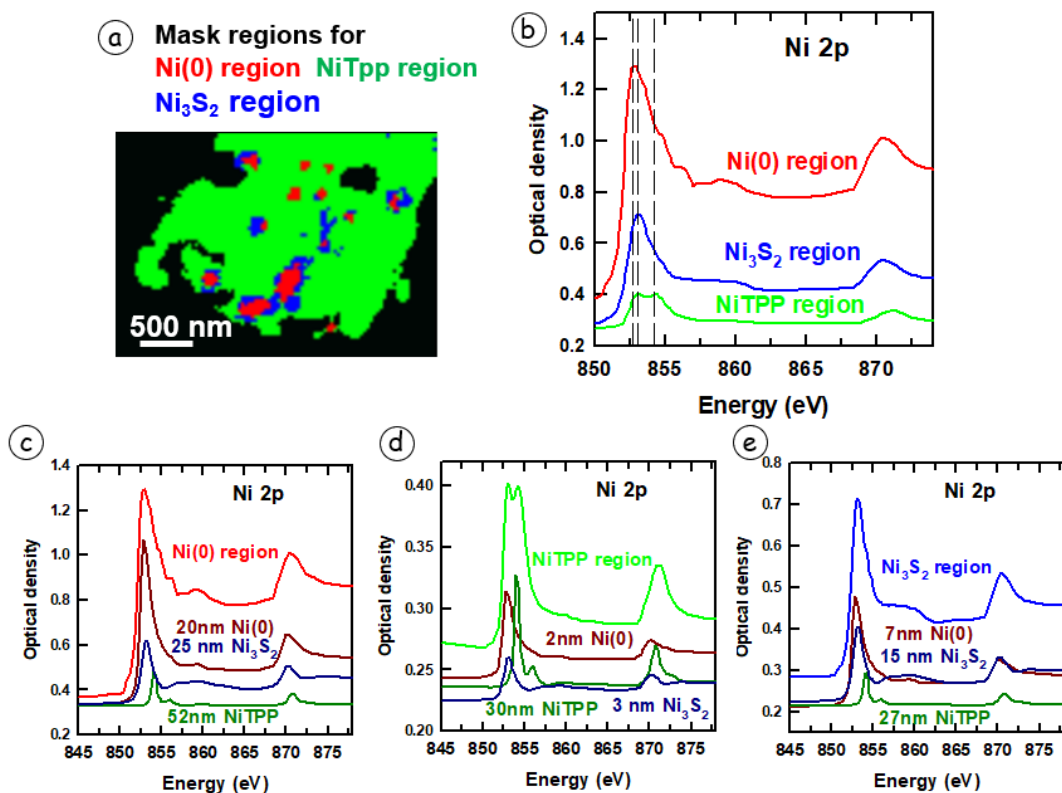 a Mask regions for
Ni(0) region NiTpp region
Ni₃S₂ region
500 nm
b
Ni 2p
Ni(0) region
Ni₃S₂ region
NiTPP region
Optical density
1.4
1.2
1.0
0.8
0.6
0.4
0.2
850 855 860 865 870
Energy (eV)
c
Ni 2p
Ni(0) region
20nm Ni(0)
25 nm Ni₃S₂
52nm NiTPP
Optical density
1.4
1.2
1.0
0.8
0.6
0.4
0.2
845 850 855 860 865 870 875
Energy (eV)
d
Ni 2p
NiTPP region
2nm Ni(0)
30nm NiTPP 3 nm Ni₃S₂
Optical density
0.40
0.35
0.30
0.25
0.20
845 850 855 860 865 870 875
Energy (eV)
e
Ni 2p
Ni₃S₂ region
7nm Ni(0)
15 nm Ni₃S₂
27nm NiTPP
Optical density
0.8
0.7
0.6
0.5
0.4
0.3
0.2
845 850 855 860 865 870 875
Energy (eV)